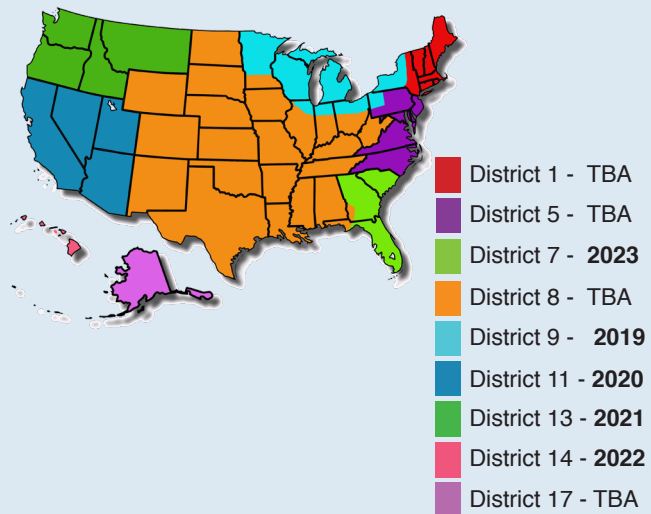 District 1 - TBA
District 5 - TBA
District 7 - 2023
District 8 - TBA
District 9 - 2019
District 11 - 2020
District 13 - 2021
District 14 - 2022
District 17 - TBA